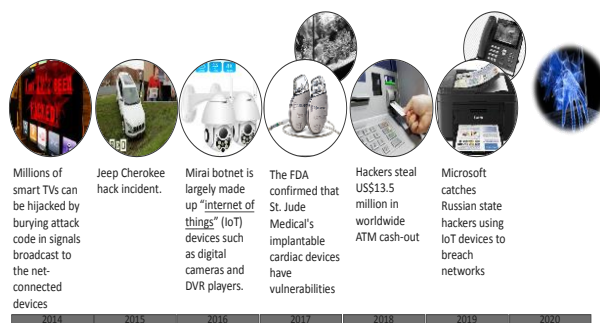 Millions of
smart TVs can
be hijacked by
burying attack
code in signals
broadcast to
the net-
connected
devices
Jeep Cherokee
hack incident.
Mirai botnet is
largely made
up “internet of
things” (IoT)
devices such
as digital
cameras and
DVR players.
The FDA
confirmed that
St. Jude
Medical's
implantable
cardiac devices
have
vulnerabilities
Hackers steal
US$13.5
million in
worldwide
ATM cash-out
Microsoft
catches
Russian state
hackers using
IoT devices to
breach
networks
2014
2015
2016
2017
2018
2019
2020